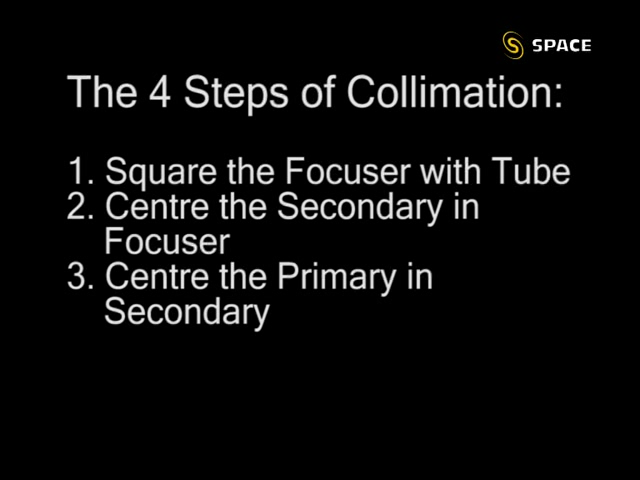 SPACE
The 4 Steps of Collimation:
1. Square the Focuser with Tube
2. Centre the Secondary in
Focuser
3. Centre the Primary in
Secondary